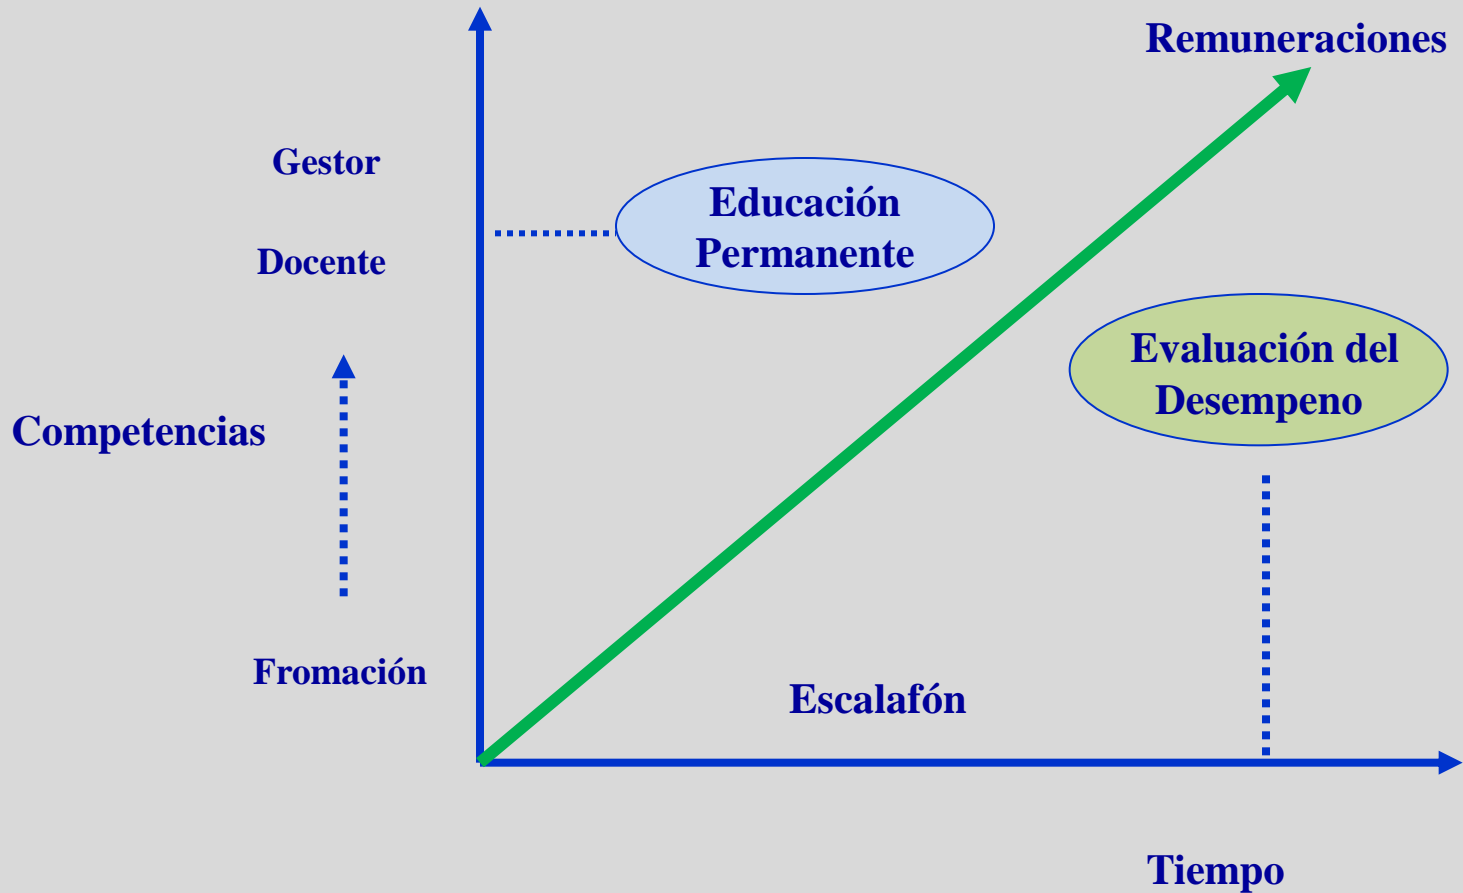 Remuneraciones
Gestor
Educación
Permanente
Docente
Evaluación del
Desempeno
Competencias
Fromación
Escalafón
Tiempo